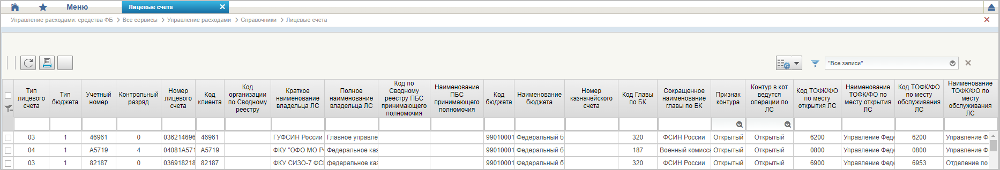 Меню
Лицевые счета
Управление расходами: средства ФБ Все сервисы Управление расходами Справочники Лицевые счета
"Все записи"
Тип лицевого счета
Тип бюджета
Учетный номер
Контрольный разряд
Номер лицевого счета
Код клиента
Код организации по Сводному реестру
Краткое наименование владельца ЛС
Полное наименование владельца ЛС
Код по Сводному реестру ПБС принимающего полномочия
Наименование ПБС принимающего полномочия
Код бюджета
Наименование бюджета
Номер казначейского счета
Код Главы по БК
Сокращенное наименование главы по БК
Признак контура
Контур в кот ведутся операции по ЛС
Код ТОФК/ФО по месту открытия ЛС
Наименование ТОФК/ФО по месту открытия ЛС
Код ТОФК/ФО по месту обслуживания ЛС
Наименование ТОФК/ФО по месту обслуживания ЛС
03 1 46961 0 036214696 46961 ГУФСИН России Главное управле 99010001 Федеральный б 320 ФСИН России Открытый Открытый 6200 Управление Феде 6200 Управление Ф
04 1 А5719 4 04081А571 А5719 ФКУ "ОФО МО РФ Федеральное каз 99010001 Федеральный б 187 Военный комисса Открытый Открытый 0800 Управление Феде 0800 Управление Ф
03 1 82187 0 036918218 82187 ФКУ СИЗО-7 ФСИ федеральное каз 99010001 Федеральный б 320 ФСИН России Открытый Открытый 6900 Управление Феде 6953 Отделение по